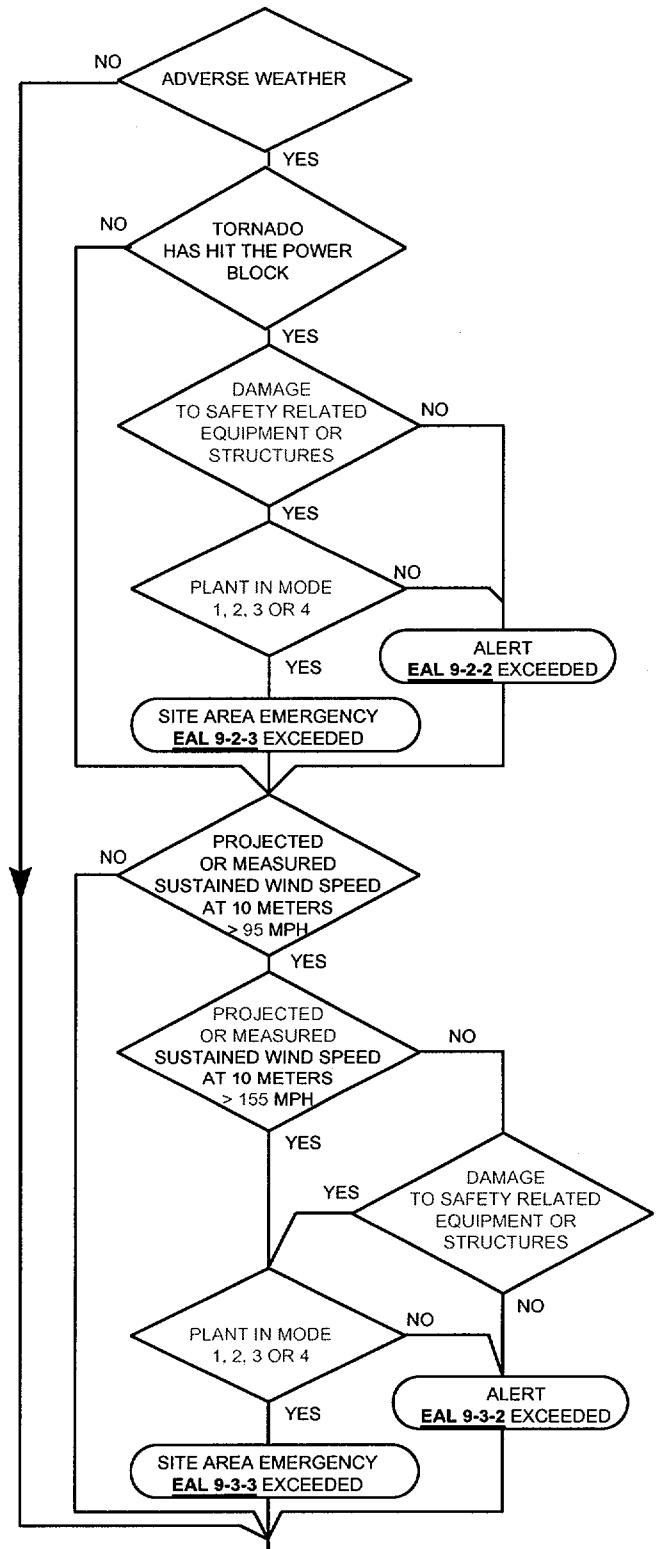 NO
ADVERSE WEATHER
YES
NO
TORNADO
HAS HIT THE POWER
BLOCK
YES
DAMAGE
TO SAFETY RELATED
EQUIPMENT OR
STRUCTURES
NO
YES
PLANT IN MODE
1, 2, 3 OR 4
NO
YES
ALERT
EAL 9-2-2 EXCEEDED
SITE AREA EMERGENCY
EAL 9-2-3 EXCEEDED
NO
PROJECTED
OR MEASURED
SUSTAINED WIND SPEED
AT 10 METERS
> 95 MPH
YES
PROJECTED
OR MEASURED
SUSTAINED WIND SPEED
AT 10 METERS
> 155 MPH
NO
YES
DAMAGE
TO SAFETY RELATED
EQUIPMENT OR
STRUCTURES
YES
NO
PLANT IN MODE
1, 2, 3 OR 4
NO
YES
ALERT
EAL 9-3-2 EXCEEDED
SITE AREA EMERGENCY
EAL 9-3-3 EXCEEDED